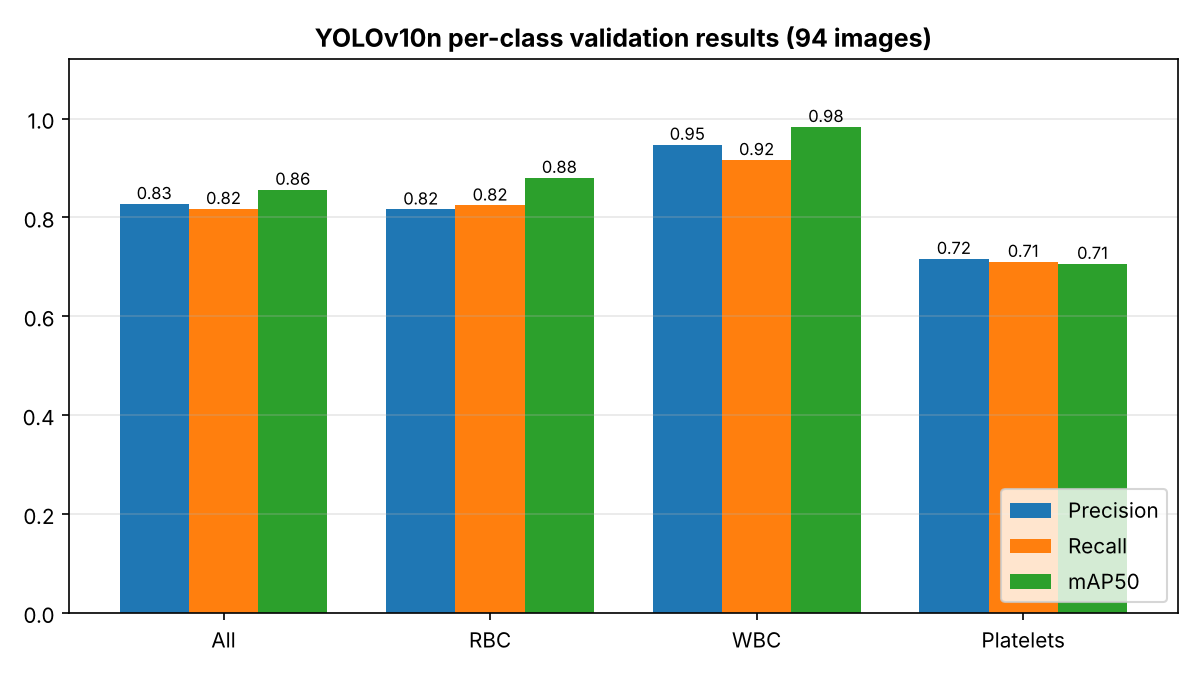 YOLOv10n per-class validation results (94 images)
1.0
0.8
0.6
0.4
0.2
0.0
0.83
0.82
0.86
0.82
0.82
0.88
0.95
0.92
0.98
0.72
0.71
0.71
Precision
Recall
mAP50
All
RBC
WBC
Platelets